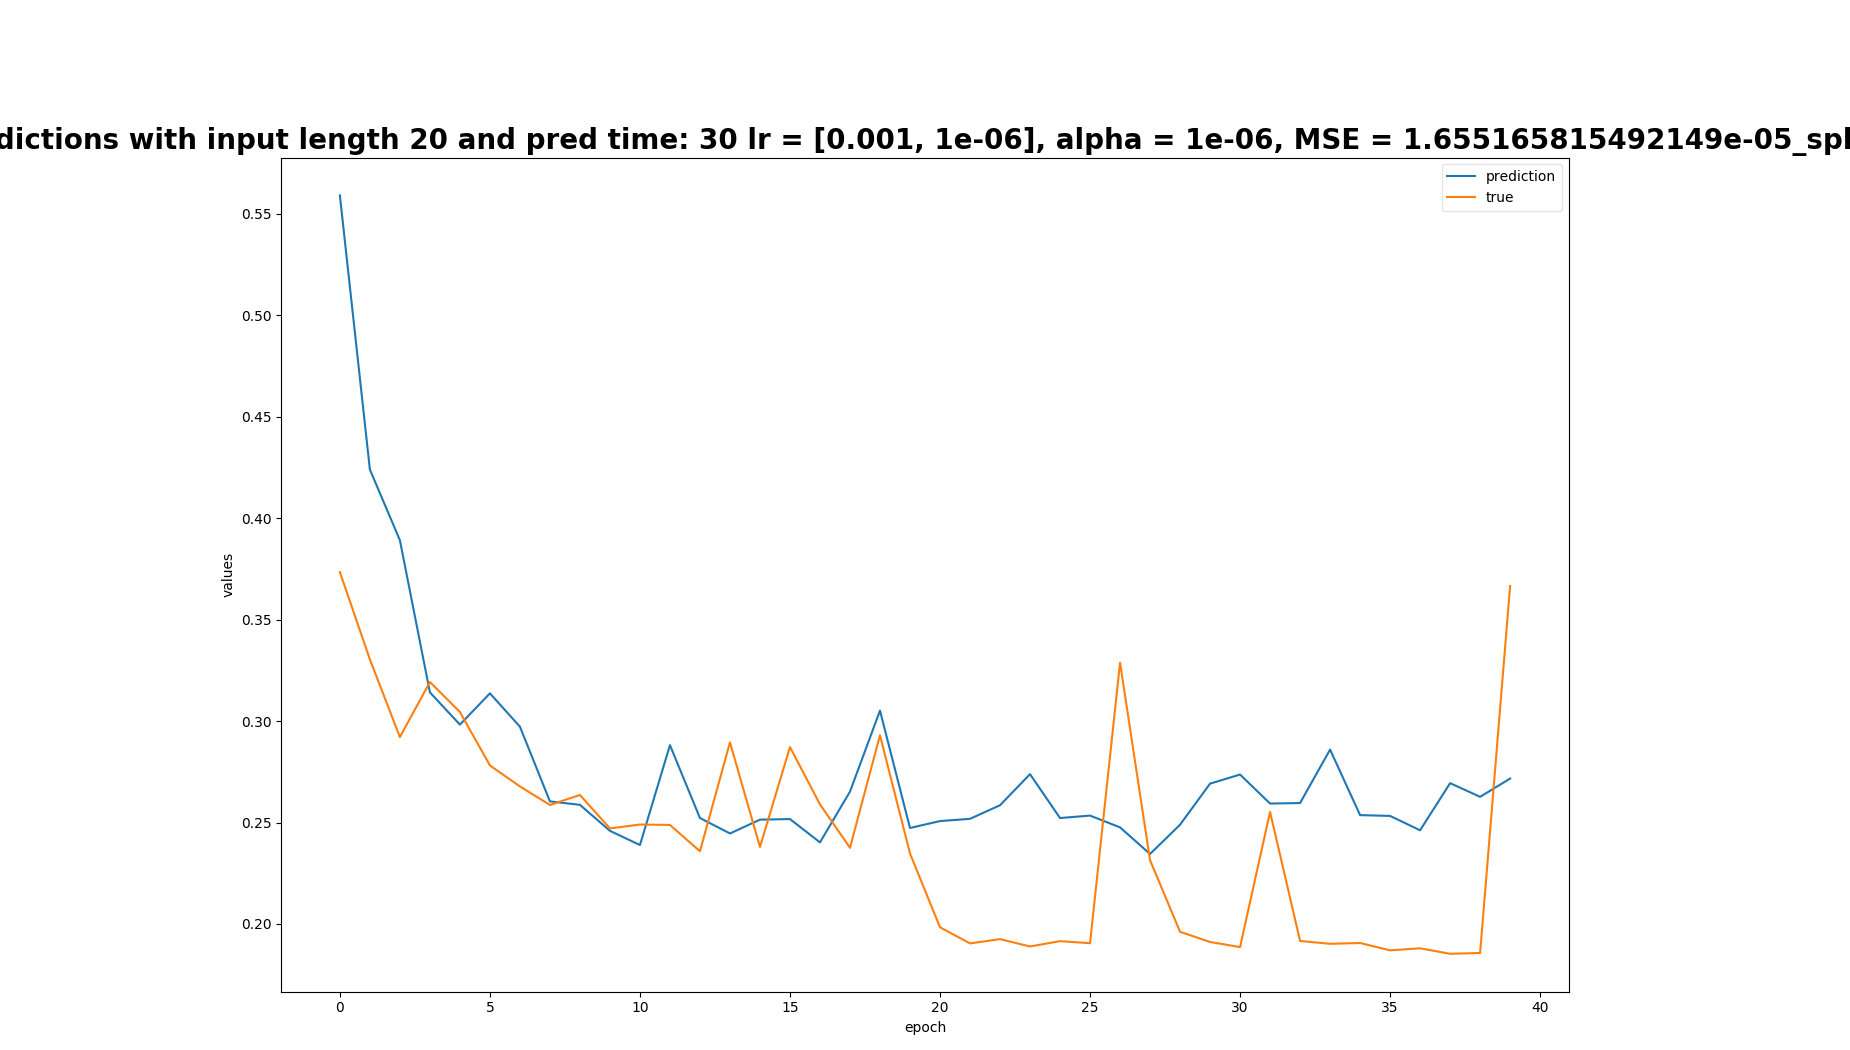 dictions with input length 20 and pred time: 30 lr = [0.001, 1e-06], alpha = 1e-06, MSE = 1.655165815492149e-05_spl
prediction
true
0.55
0.50
0.45
0.40
0.35
0.30
0.25
0.20
values
0 5 10 15 20 25 30 35 40
epoch